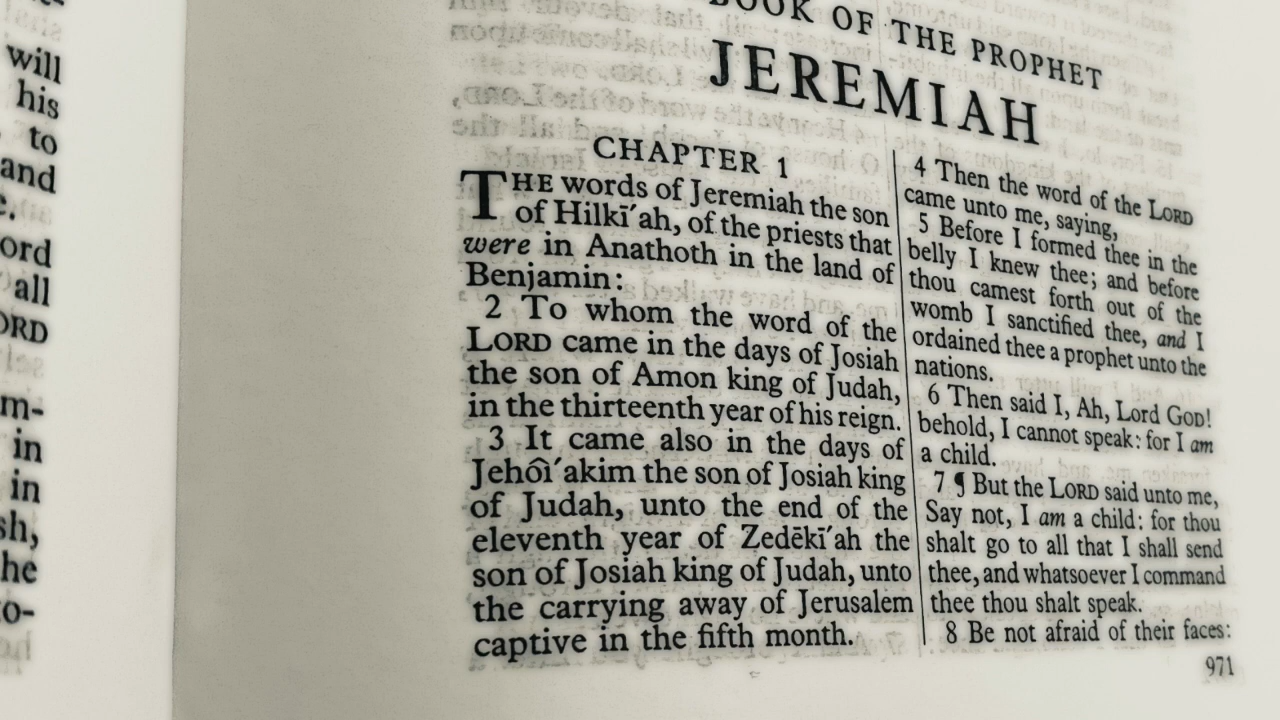 will
his
to
and
ord
all
ORD
m-
in
in
sh,
he
o-
BOOK OF THE PROPHET
JEREMIAH
CHAPTER 1
THE words of Jeremiah the son
of Hilkī´ah, of the priests that
were in Anathoth in the land of
Benjamin:
2 To whom the word of the
LORD came in the days of Josiah
the son of Amon king of Judah,
in the thirteenth year of his reign.
3 It came also in the days of
Jehôi´akim the son of Josiah king
of Judah, unto the end of the
eleventh year of Zedēkī´ah the
son of Josiah king of Judah, unto
the carrying away of Jerusalem
captive in the fifth month.
4 Then the word of the LORD
came unto me, saying,
5 Before I formed thee in the
belly I knew thee; and before
thou camest forth out of the
womb I sanctified thee, and I
ordained thee a prophet unto the
nations.
6 Then said I, Ah, Lord GOD!
behold, I cannot speak: for I am
a child.
7 ¶ But the LORD said unto me,
Say not, I am a child: for thou
shalt go to all that I shall send
thee, and whatsoever I command
thee thou shalt speak.
8 Be not afraid of their faces:
971